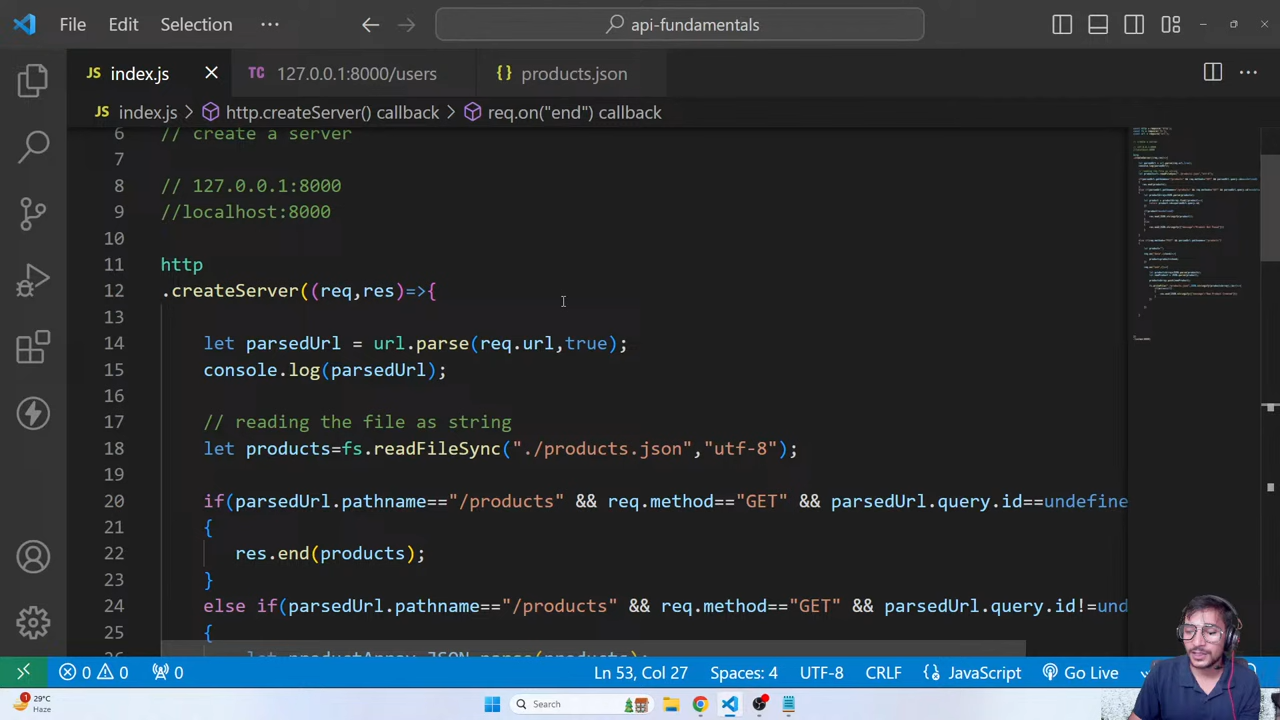 File Edit Selection ··· api-fundamentals
JS index.js TC 127.0.0.1:8000/users {} products.json
JS index.js > http.createServer() callback > req.on("end") callback
6 // create a server
7
8 // 127.0.0.1:8000
9 //localhost:8000
10
11 http
12 .createServer((req,res)=>{
13
14 let parsedUrl = url.parse(req.url,true);
15 console.log(parsedUrl);
16
17 // reading the file as string
18 let products=fs.readFileSync("./products.json","utf-8");
19
20 if(parsedUrl.pathname=="/products" && req.method=="GET" && parsedUrl.query.id==undefine
21 {
22 res.end(products);
23 }
24 else if(parsedUrl.pathname=="/products" && req.method=="GET" && parsedUrl.query.id!=und
25 {
let productArray=JSON.parse(products);
0 0 0 Ln 53, Col 27 Spaces: 4 UTF-8 CRLF {} JavaScript Go Live
1 29°C
Haze
Search